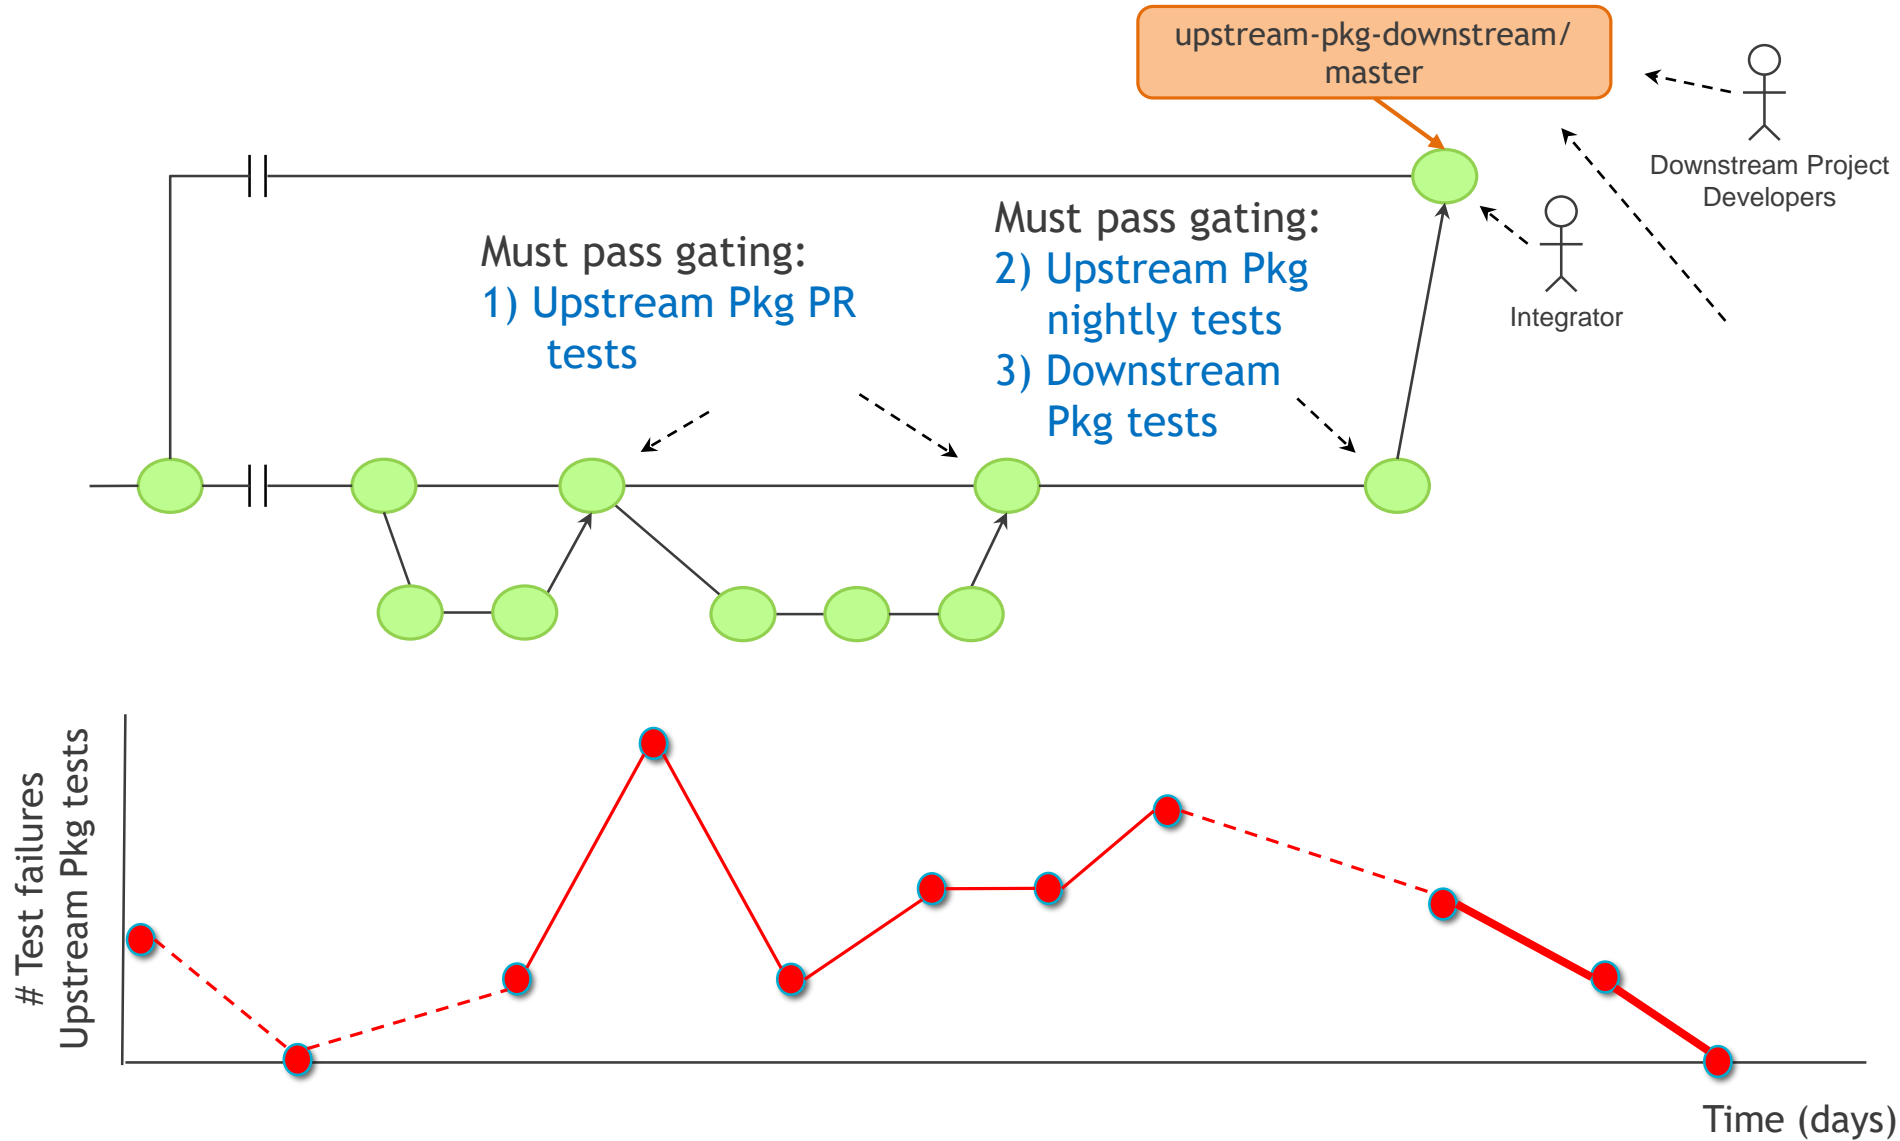 upstream-pkg-downstream/
master
Downstream Project
Developers
Must pass gating:
1) Upstream Pkg PR
tests
Must pass gating:
2) Upstream Pkg
nightly tests
3) Downstream
Pkg tests
Integrator
# Test failures
Upstream Pkg tests
Time (days)